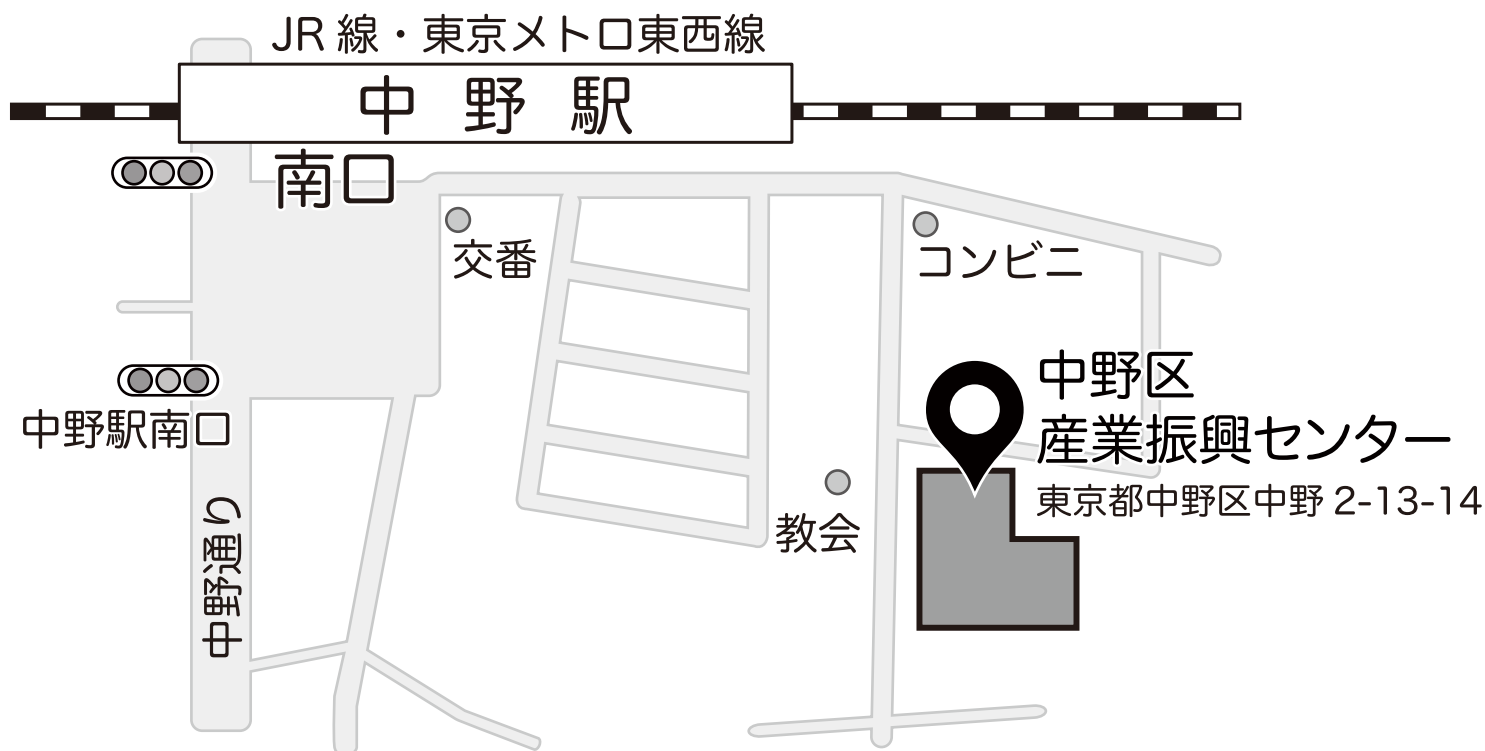 JR 線・東京メトロ東西線
中野駅
南口
交番
コンビニ
中野駅南口
中野区
産業振興センター
東京都中野区中野 2-13-14
教会
中野通り